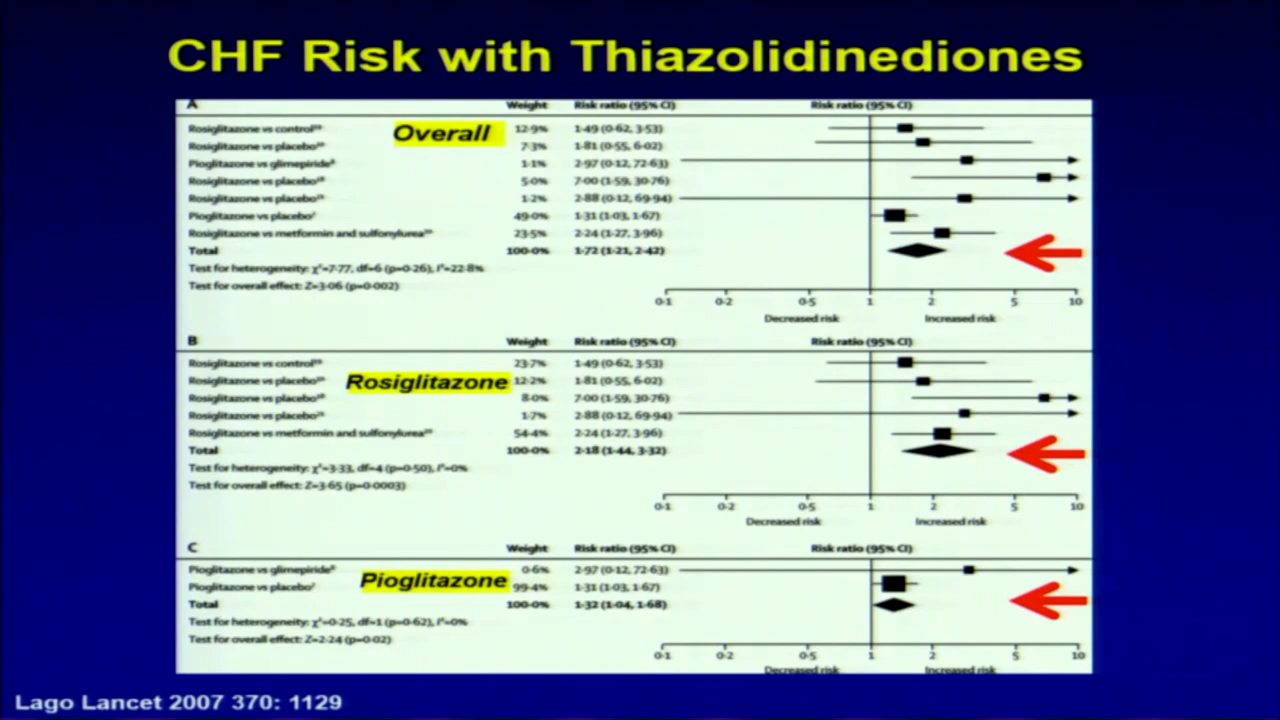 CHF Risk with Thiazolidinediones
A Weight Risk ratio (95% CI) Risk ratio (95% CI)
Overall
Rosiglitazone vs control 12·9% 1·49 (0·62, 3·53)
Rosiglitazone vs placebo 7·3% 1·81 (0·55, 6·02)
Pioglitazone vs glimepiride 1·1% 2·97 (0·12, 72·63)
Rosiglitazone vs placebo 5·0% 7·00 (1·59, 30·76)
Rosiglitazone vs placebo 1·2% 2·88 (0·12, 69·94)
Pioglitazone vs placebo 49·0% 1·31 (1·03, 1·67)
Rosiglitazone vs metformin and sulfonylurea 23·5% 2·24 (1·27, 3·96)
Total 100·0% 1·72 (1·21, 2·42)
Test for heterogeneity: χ²=7·77, df=6 (p=0·26), I²=22·8%
Test for overall effect: Z=3·06 (p=0·002)
0·1 0·2 0·5 1 2 5 10
Decreased risk Increased risk
B Weight Risk ratio (95% CI) Risk ratio (95% CI)
Rosiglitazone vs control 23·7% 1·49 (0·62, 3·53)
Rosiglitazone
Rosiglitazone vs placebo 12·2% 1·81 (0·55, 6·02)
Rosiglitazone vs placebo 8·0% 7·00 (1·59, 30·76)
Rosiglitazone vs placebo 1·7% 2·88 (0·12, 69·94)
Rosiglitazone vs metformin and sulfonylurea 54·4% 2·24 (1·27, 3·96)
Total 100·0% 2·18 (1·44, 3·32)
Test for heterogeneity: χ²=3·33, df=4 (p=0·50), I²=0%
Test for overall effect: Z=3·65 (p=0·0003)
0·1 0·2 0·5 1 2 5 10
Decreased risk Increased risk
C Weight Risk ratio (95% CI) Risk ratio (95% CI)
Pioglitazone vs glimepiride 0·6% 2·97 (0·12, 72·63)
Pioglitazone
Pioglitazone vs placebo 99·4% 1·31 (1·03, 1·67)
Total 100·0% 1·32 (1·04, 1·68)
Test for heterogeneity: χ²=0·25, df=1 (p=0·62), I²=0%
Test for overall effect: Z=2·24 (p=0·02)
0·1 0·2 0·5 1 2 5 10
Decreased risk Increased risk
Lago Lancet 2007 370: 1129